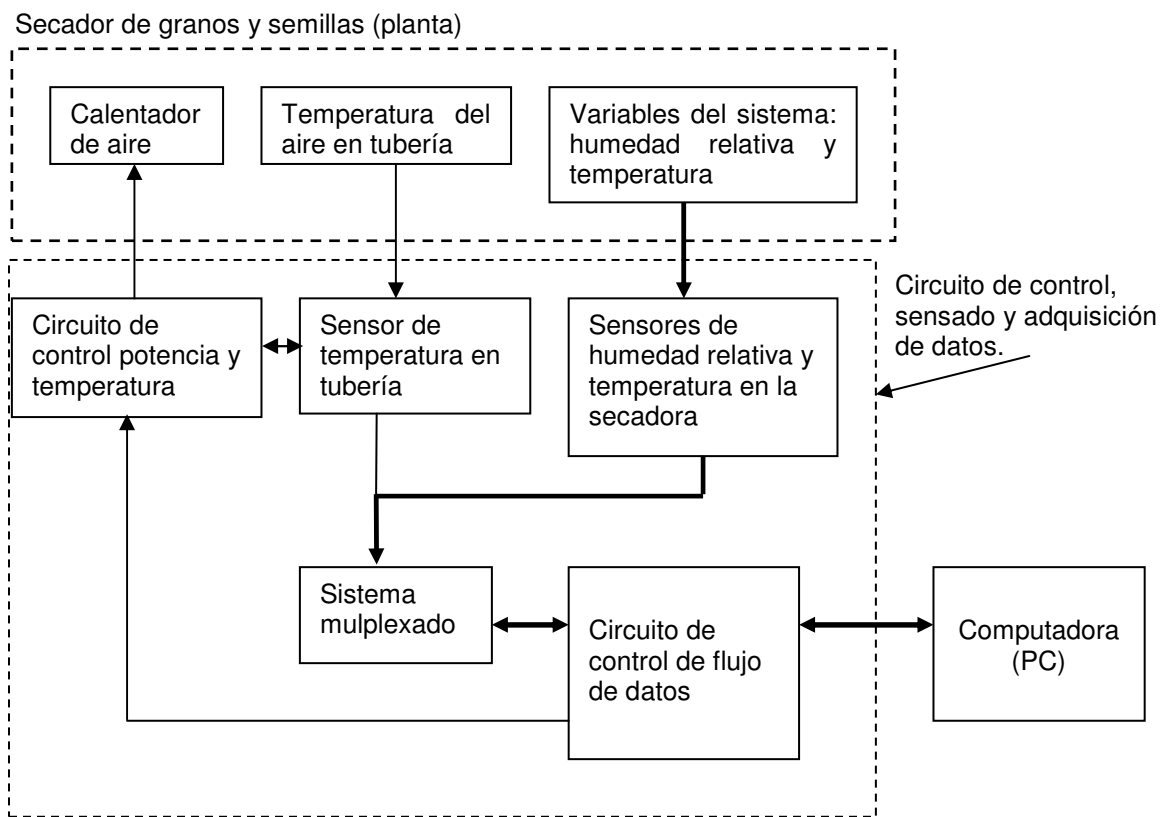 Secador de granos y semillas (planta)
Calentador
de aire
Temperatura del
aire en tubería
Variables del sistema:
humedad relativa y
temperatura
Circuito de control,
sensado y adquisición
de datos.
Circuito de
control potencia y
temperatura
Sensor de
temperatura en
tubería
Sensores de
humedad relativa y
temperatura en la
secadora
Sistema
mulplexado
Circuito de
control de flujo
de datos
Computadora
(PC)